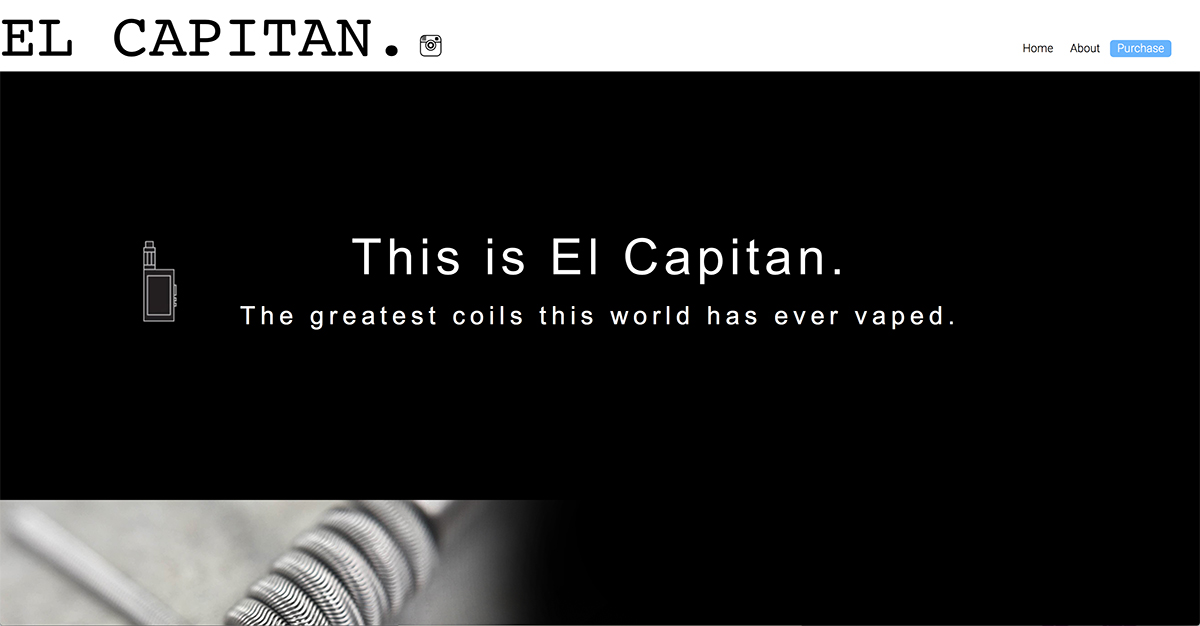 EL CAPITAN.
Home About Purchase
This is El Capitan.
The greatest coils this world has ever vaped.